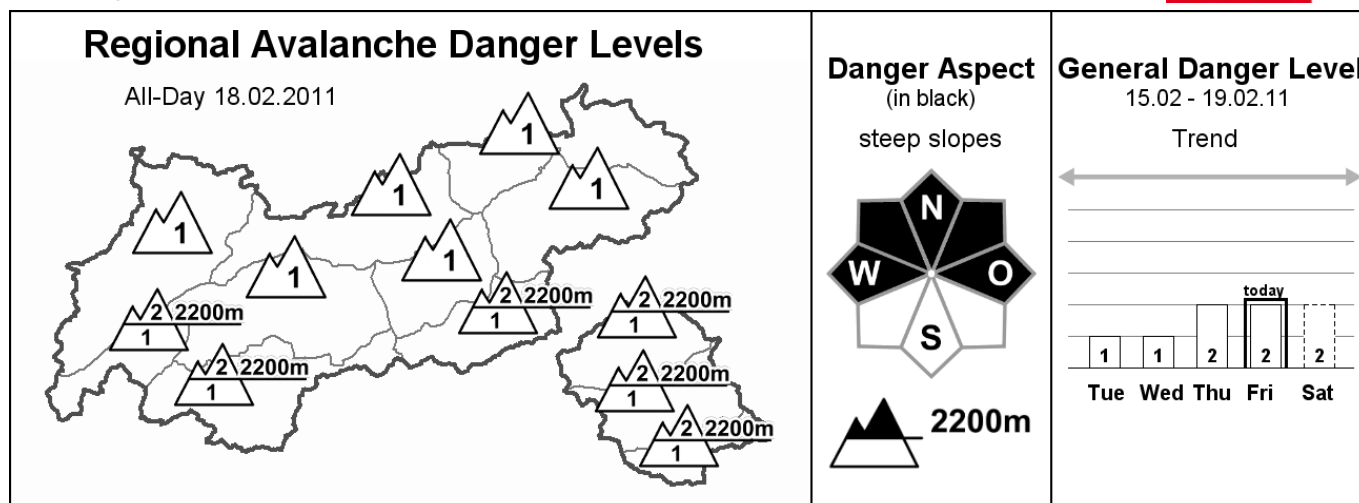 Regional Avalanche Danger Levels
All-Day 18.02.2011
1
1
1
1
1
1
1
2 2200m
1
2 2200m
1
2 2200m
1
2 2200m
1
2 2200m
1
2 2200m
1
Danger Aspect
(in black)
steep slopes
N
W
O
S
2200m
General Danger Level
15.02 - 19.02.11
Trend
today
1
1
2
2
2
Tue
Wed
Thu
Fri
Sat